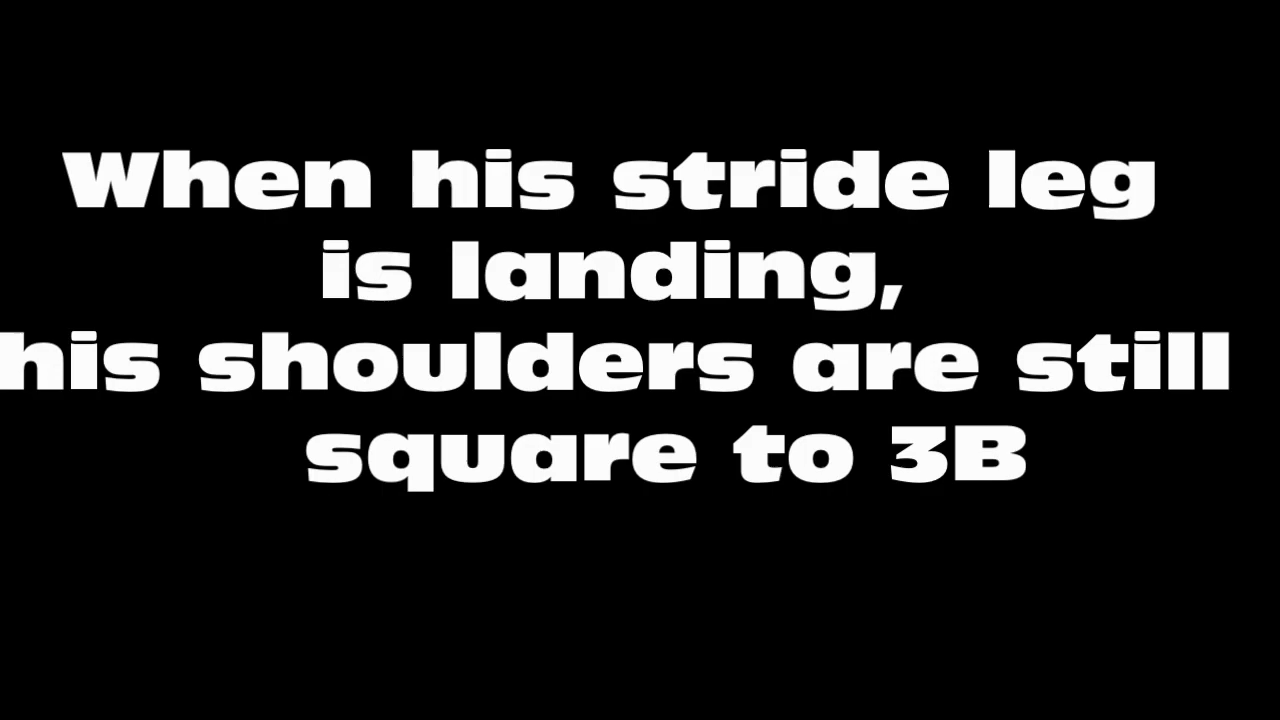 When his stride leg
is landing,
his shoulders are still
square to 3B